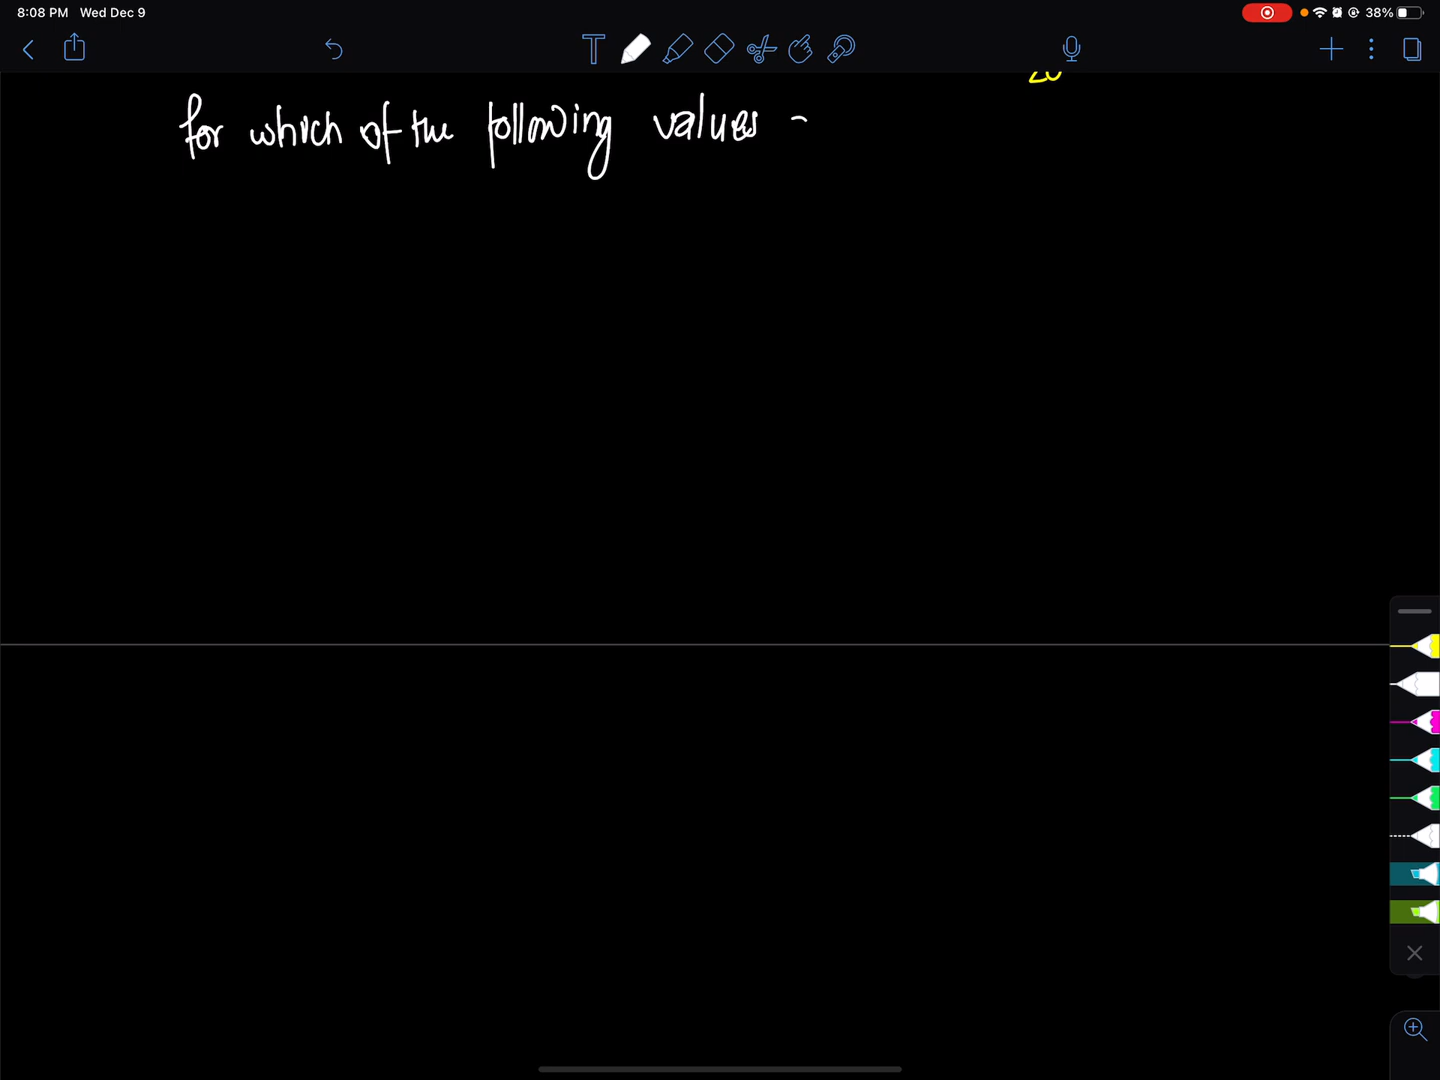 8:08 PM Wed Dec 9
38%
for which of the following values -